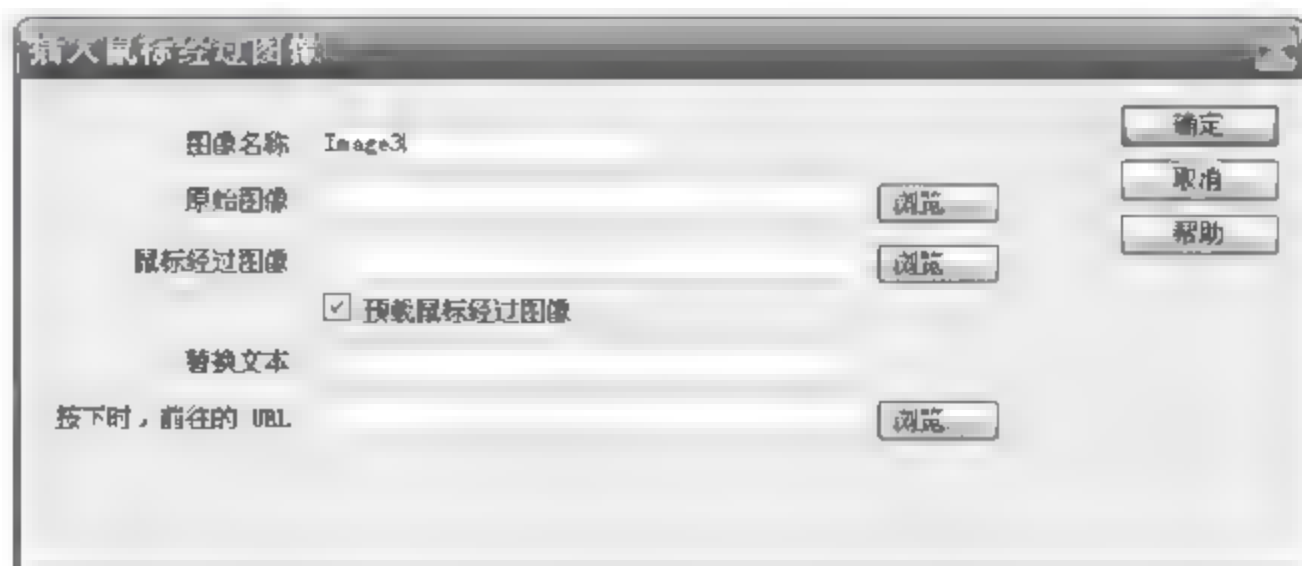 插入鼠标经过图像
图像名称 Image3 确定
取消
原始图像 浏览...
帮助
鼠标经过图像 浏览...
预载鼠标经过图像
替换文本
按下时，前往的 URL 浏览...